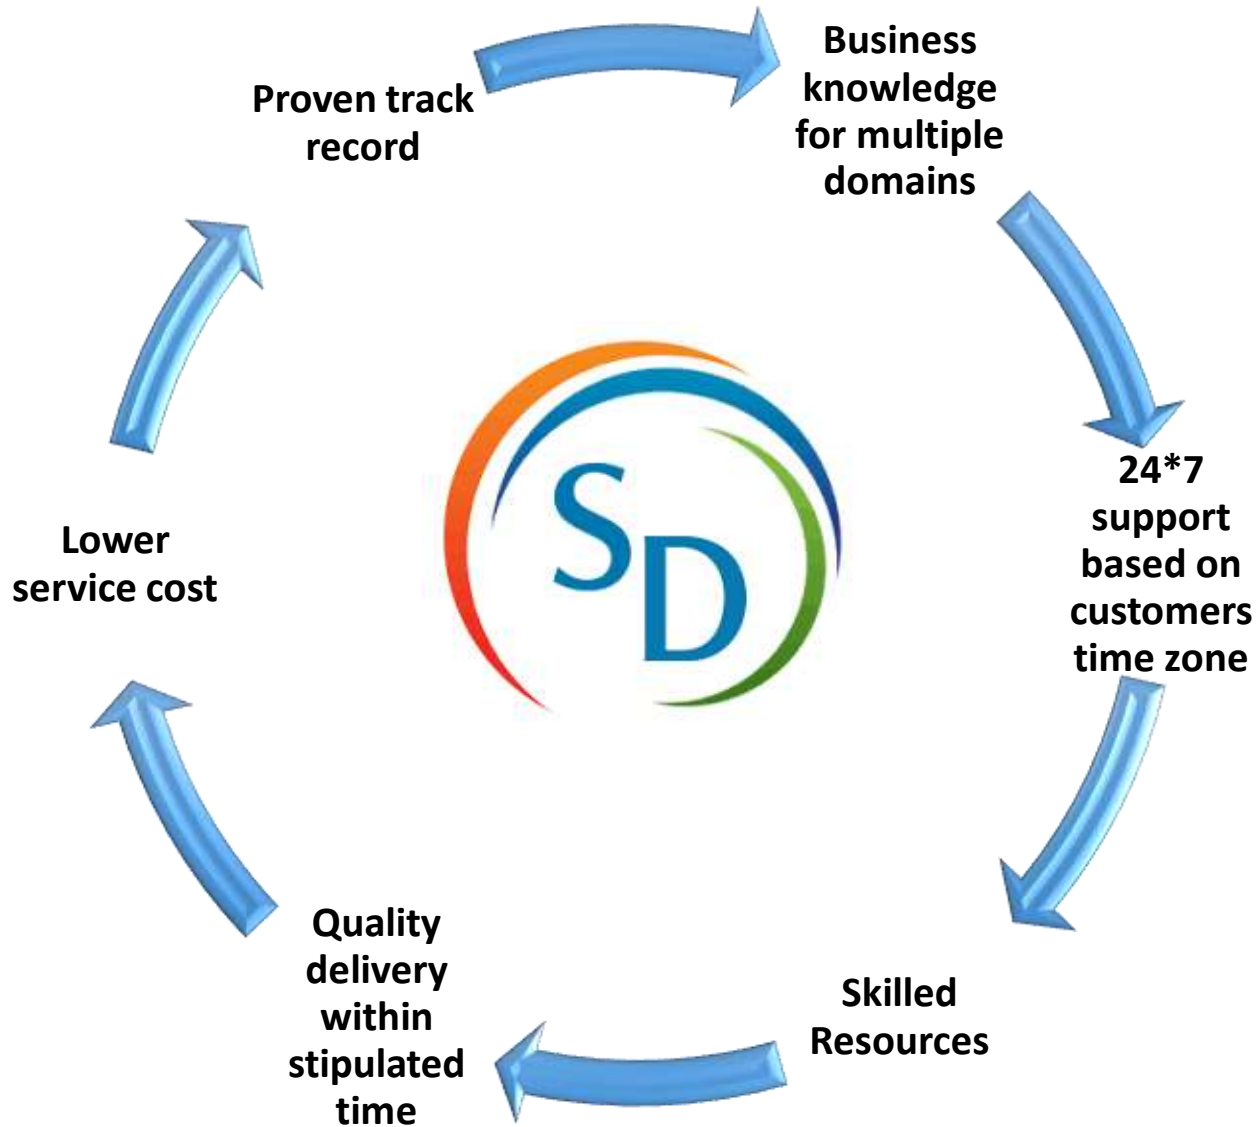 Proven track
record
Business
knowledge
for multiple
domains
24*7
support
based on
customers
time zone
Skilled
Resources
Quality
delivery
within
stipulated
time
Lower
service cost
SD